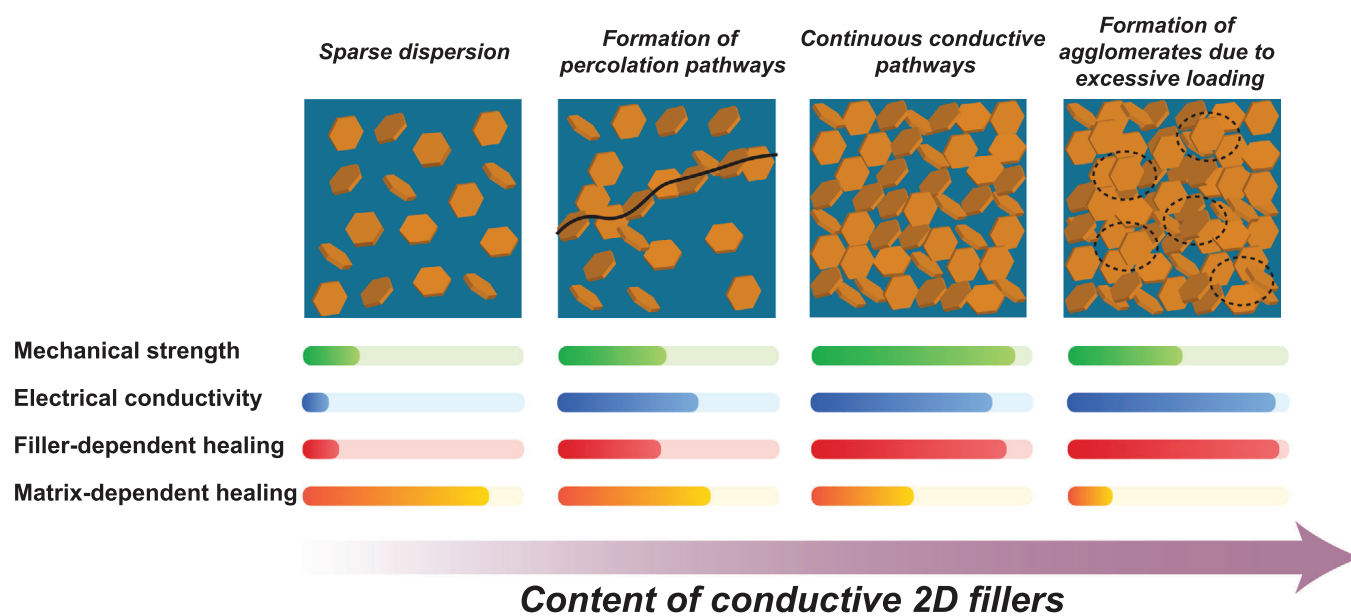 Sparse dispersion
Formation of
percolation pathways
Continuous conductive
pathways
Formation of
agglomerates due to
excessive loading
Mechanical strength
Electrical conductivity
Filler-dependent healing
Matrix-dependent healing
Content of conductive 2D fillers